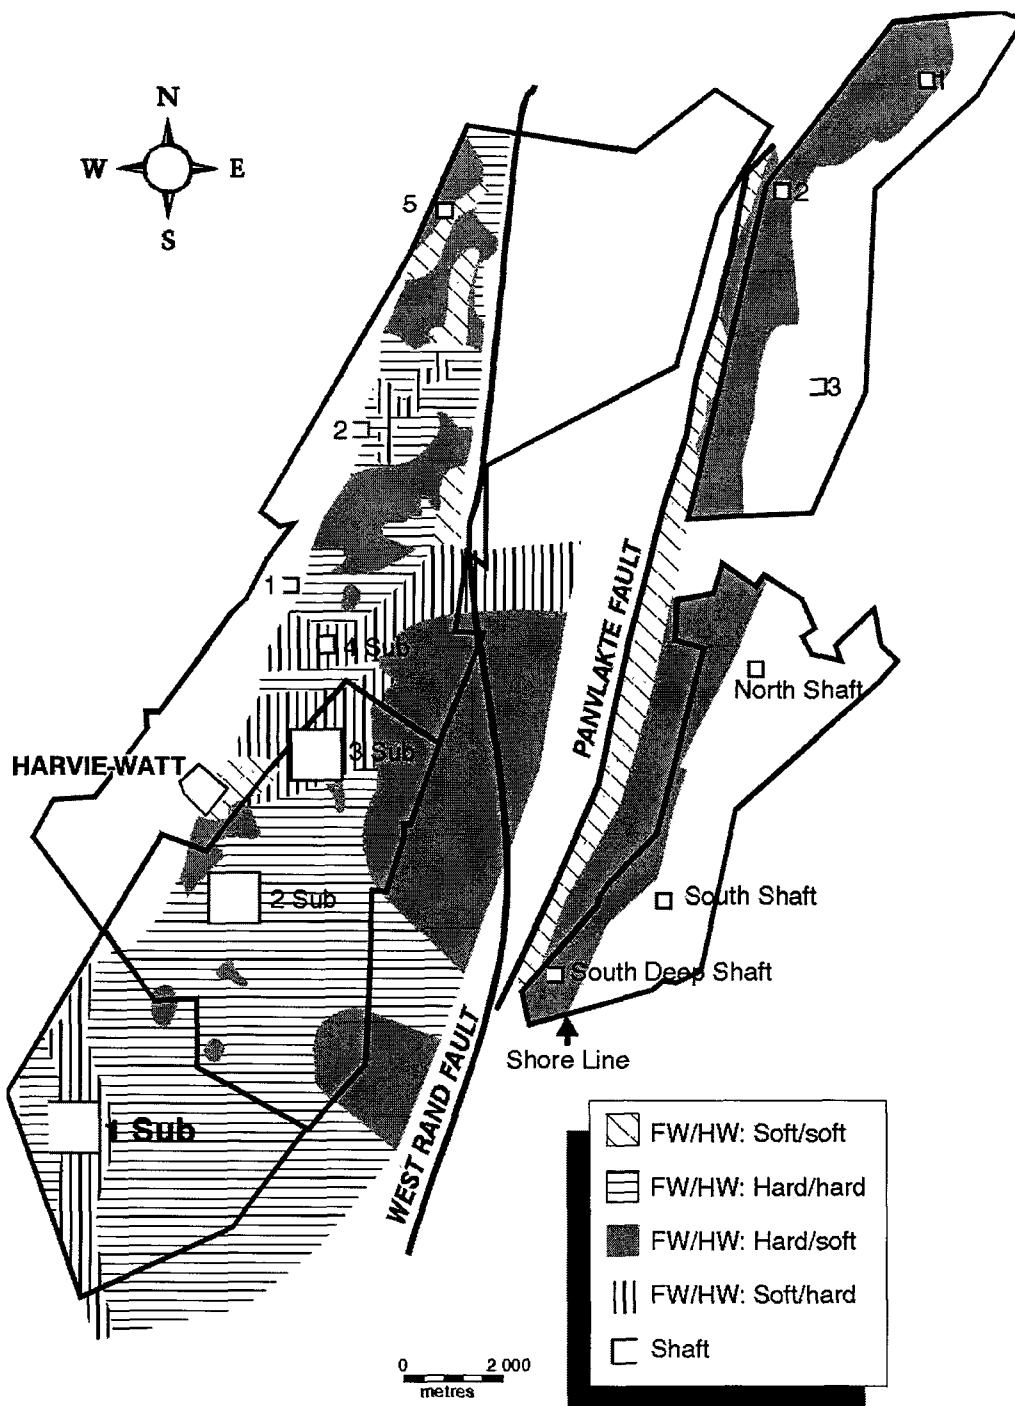 N
W E
S
1
2
5
3
2
1
4 Sub
North Shaft
PANVLAKTE FAULT
3 Sub
HARVIE-WATT
2 Sub
South Shaft
South Deep Shaft
Shore Line
WEST RAND FAULT
1 Sub
FW/HW: Soft/soft
FW/HW: Hard/hard
FW/HW: Hard/soft
FW/HW: Soft/hard
Shaft
0 2 000
metres